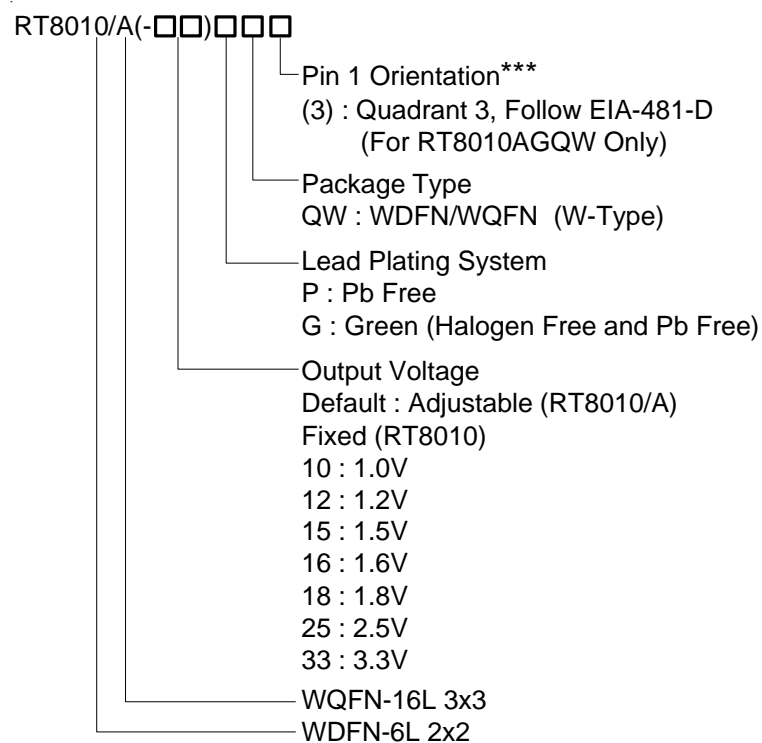 RT8010/A(-□□)□□□
Pin 1 Orientation***
(3) : Quadrant 3, Follow EIA-481-D
(For RT8010AGQW Only)
Package Type
QW : WDFN/WQFN (W-Type)
Lead Plating System
P : Pb Free
G : Green (Halogen Free and Pb Free)
Output Voltage
Default : Adjustable (RT8010/A)
Fixed (RT8010)
10 : 1.0V
12 : 1.2V
15 : 1.5V
16 : 1.6V
18 : 1.8V
25 : 2.5V
33 : 3.3V
WQFN-16L 3x3
WDFN-6L 2x2